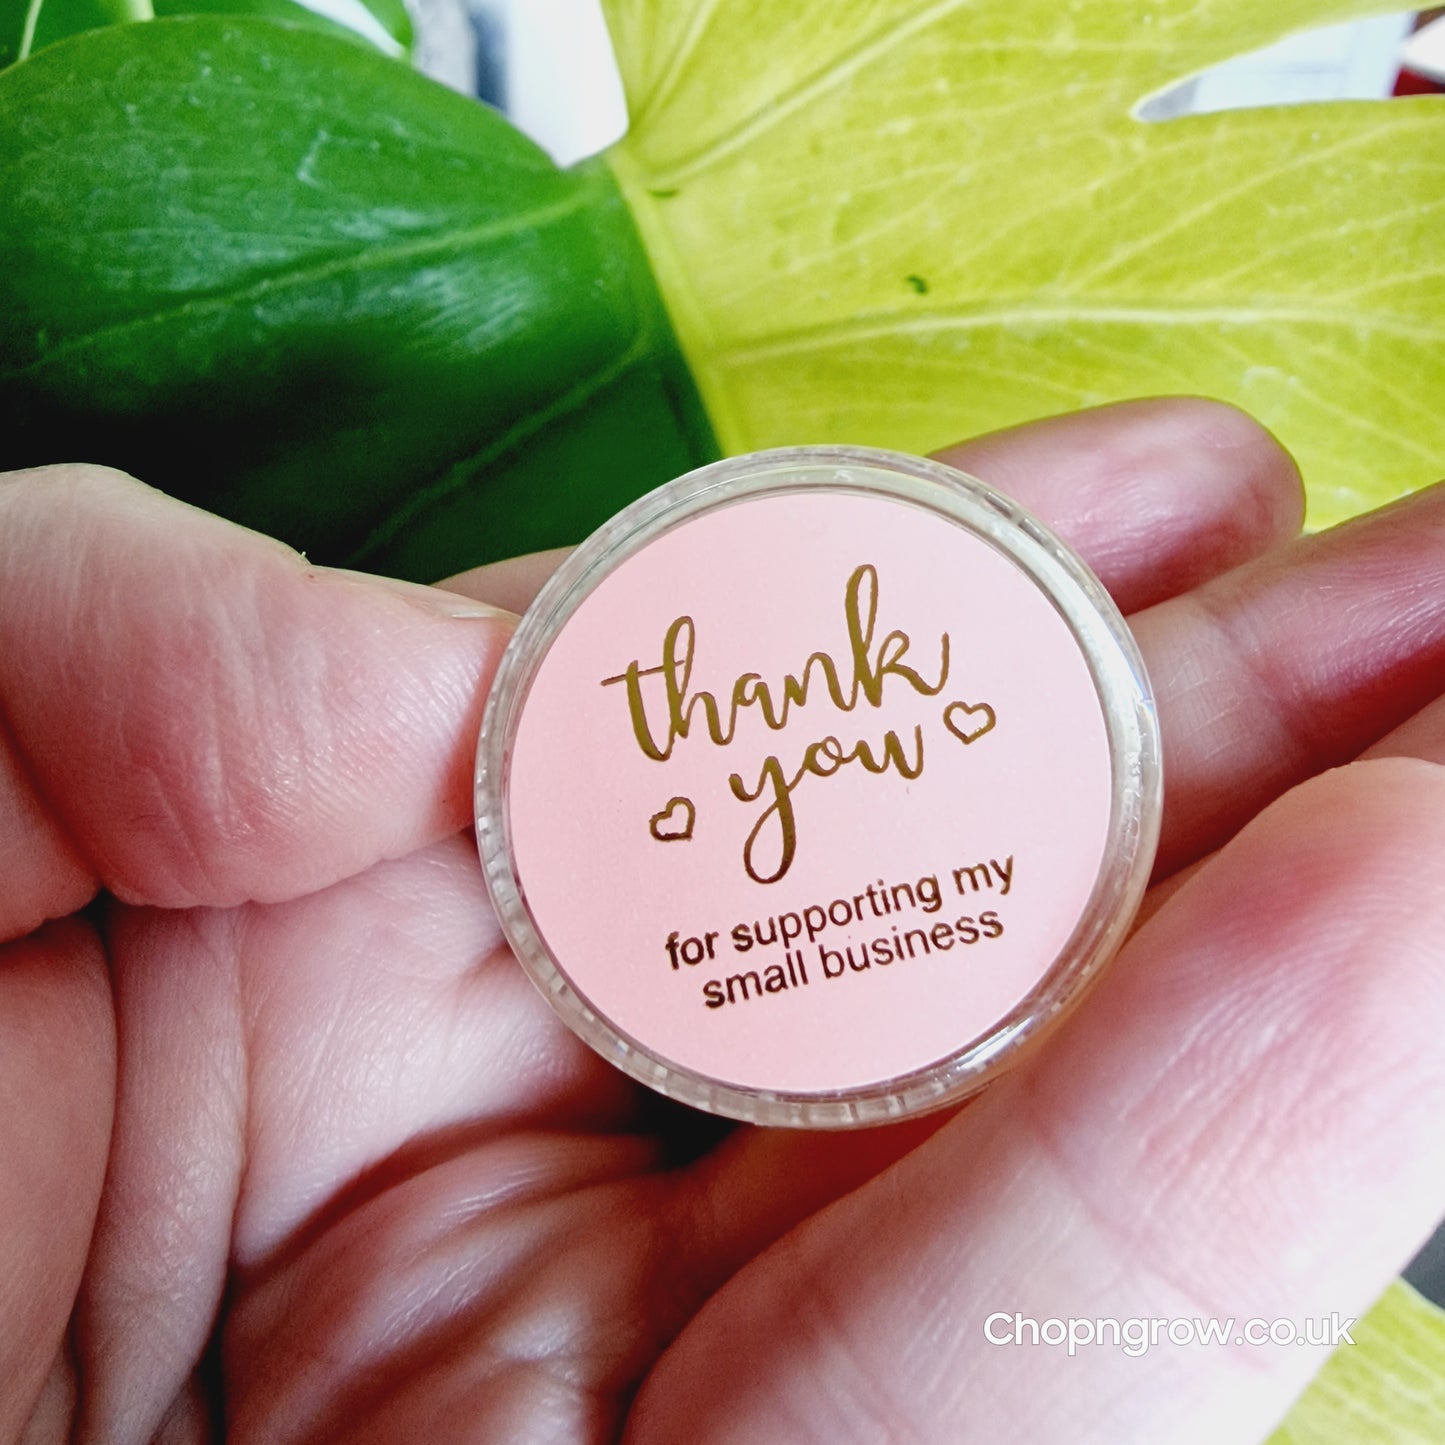 thank
you
for supporting my
small business
Chopngrow.co.uk